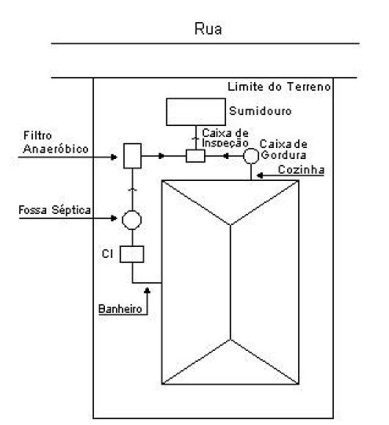 Rua
Limite do Terreno
Sumidouro
Filtro
Anaeróbico
Caixa de
Inspeção
Caixa de
Gordura
Cozinha
Fossa Séptica
CI
Banheiro